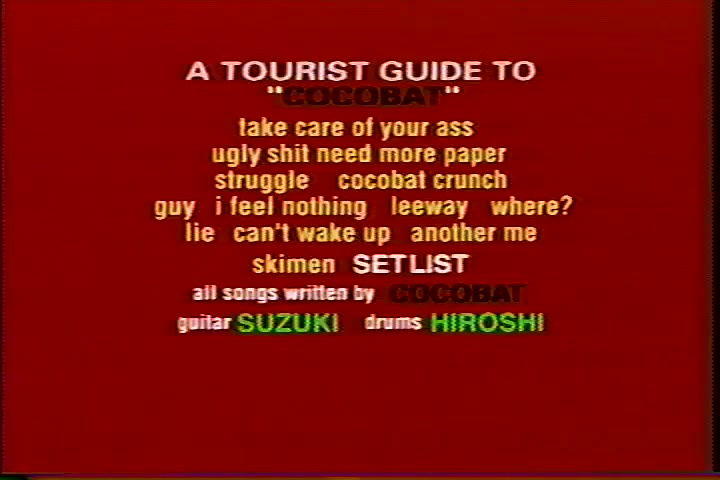 A TOURIST GUIDE TO
"COCOBAT"
take care of your ass
ugly shit need more paper
struggle cocobat crunch
guy i feel nothing leeway where?
lie can't wake up another me
skimen SETLIST
all songs written by COCOBAT
guitar SUZUKI drums HIROSHI